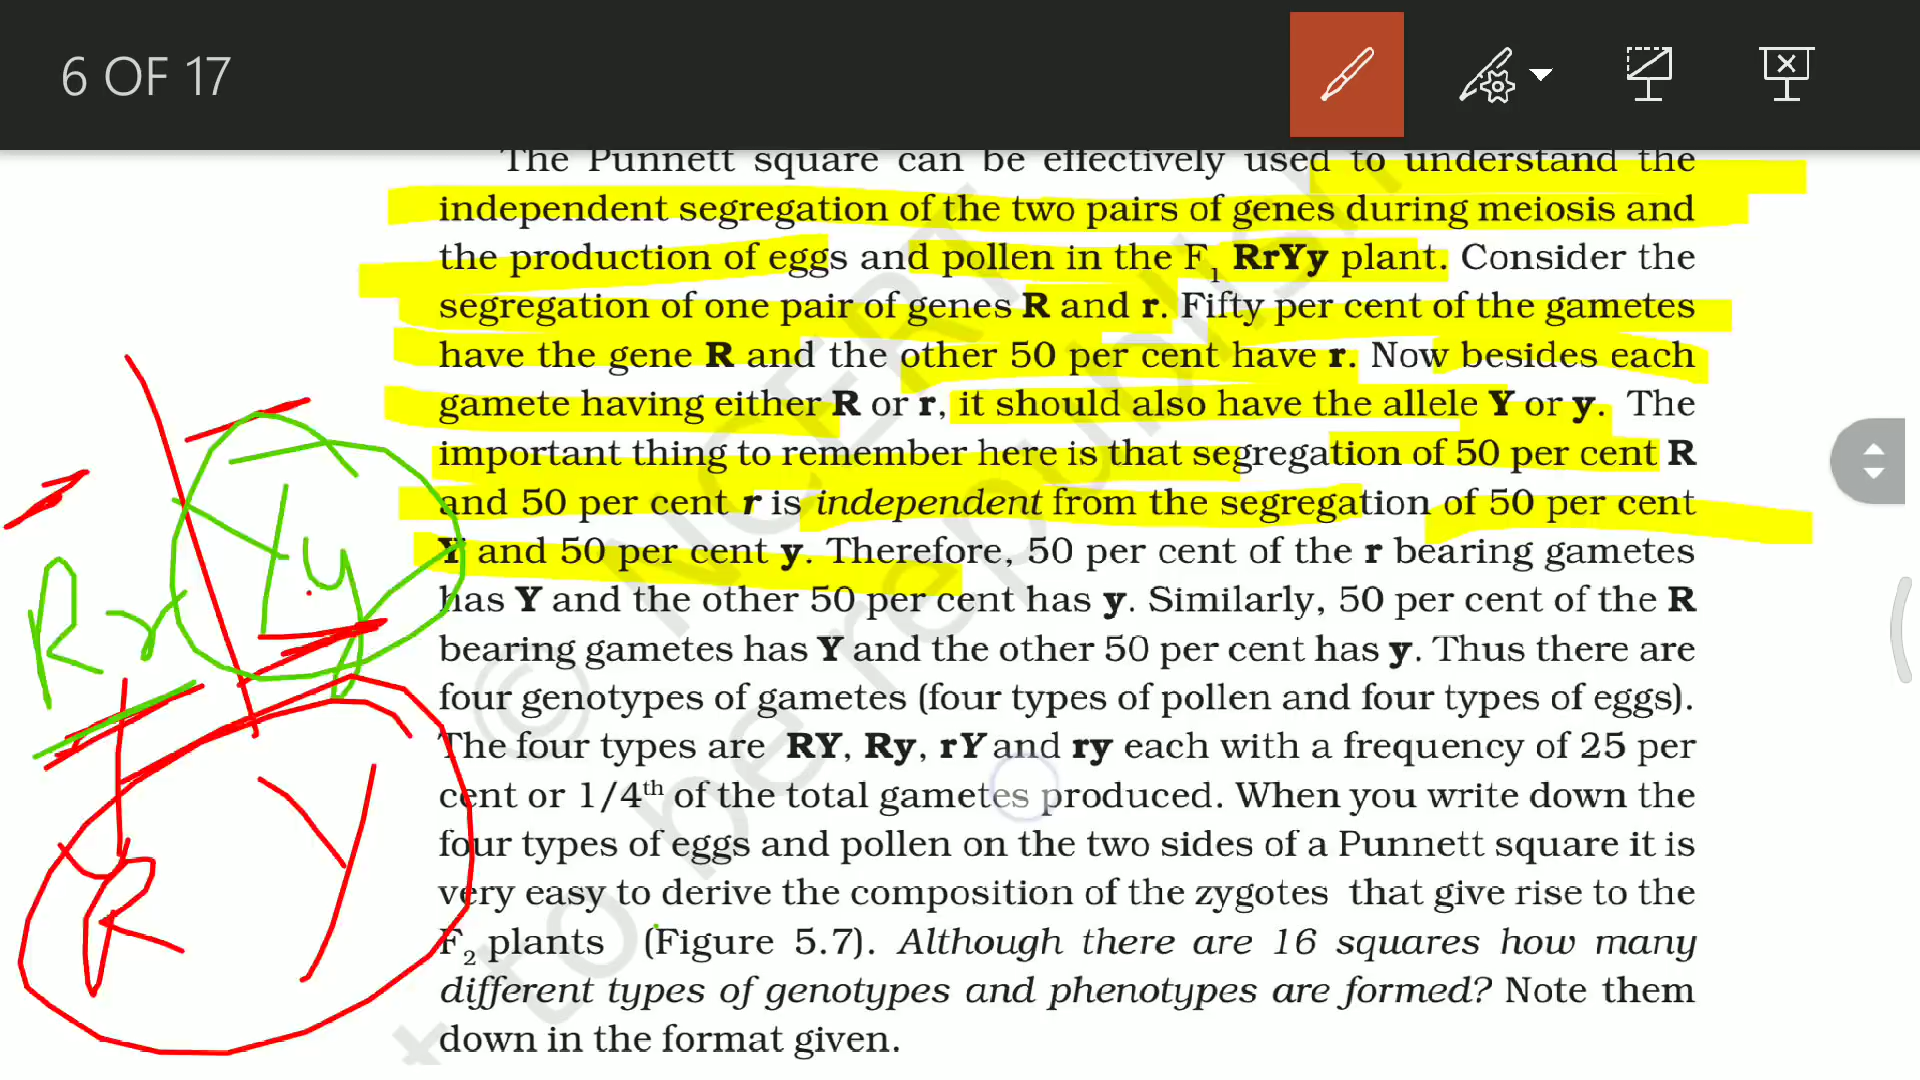 6 OF 17
The Punnett square can be effectively used to understand the
independent segregation of the two pairs of genes during meiosis and
the production of eggs and pollen in the F1 RrYy plant. Consider the
segregation of one pair of genes R and r. Fifty per cent of the gametes
have the gene R and the other 50 per cent have r. Now besides each
gamete having either R or r, it should also have the allele Y or y. The
important thing to remember here is that segregation of 50 per cent R
and 50 per cent r is independent from the segregation of 50 per cent
Y and 50 per cent y. Therefore, 50 per cent of the r bearing gametes
has Y and the other 50 per cent has y. Similarly, 50 per cent of the R
bearing gametes has Y and the other 50 per cent has y. Thus there are
four genotypes of gametes (four types of pollen and four types of eggs).
The four types are RY, Ry, rY and ry each with a frequency of 25 per
cent or 1/4th of the total gametes produced. When you write down the
four types of eggs and pollen on the two sides of a Punnett square it is
very easy to derive the composition of the zygotes that give rise to the
F2 plants (Figure 5.7). Although there are 16 squares how many
different types of genotypes and phenotypes are formed? Note them
down in the format given.
Rr Yy
R Y
© NCERT
not to be republish